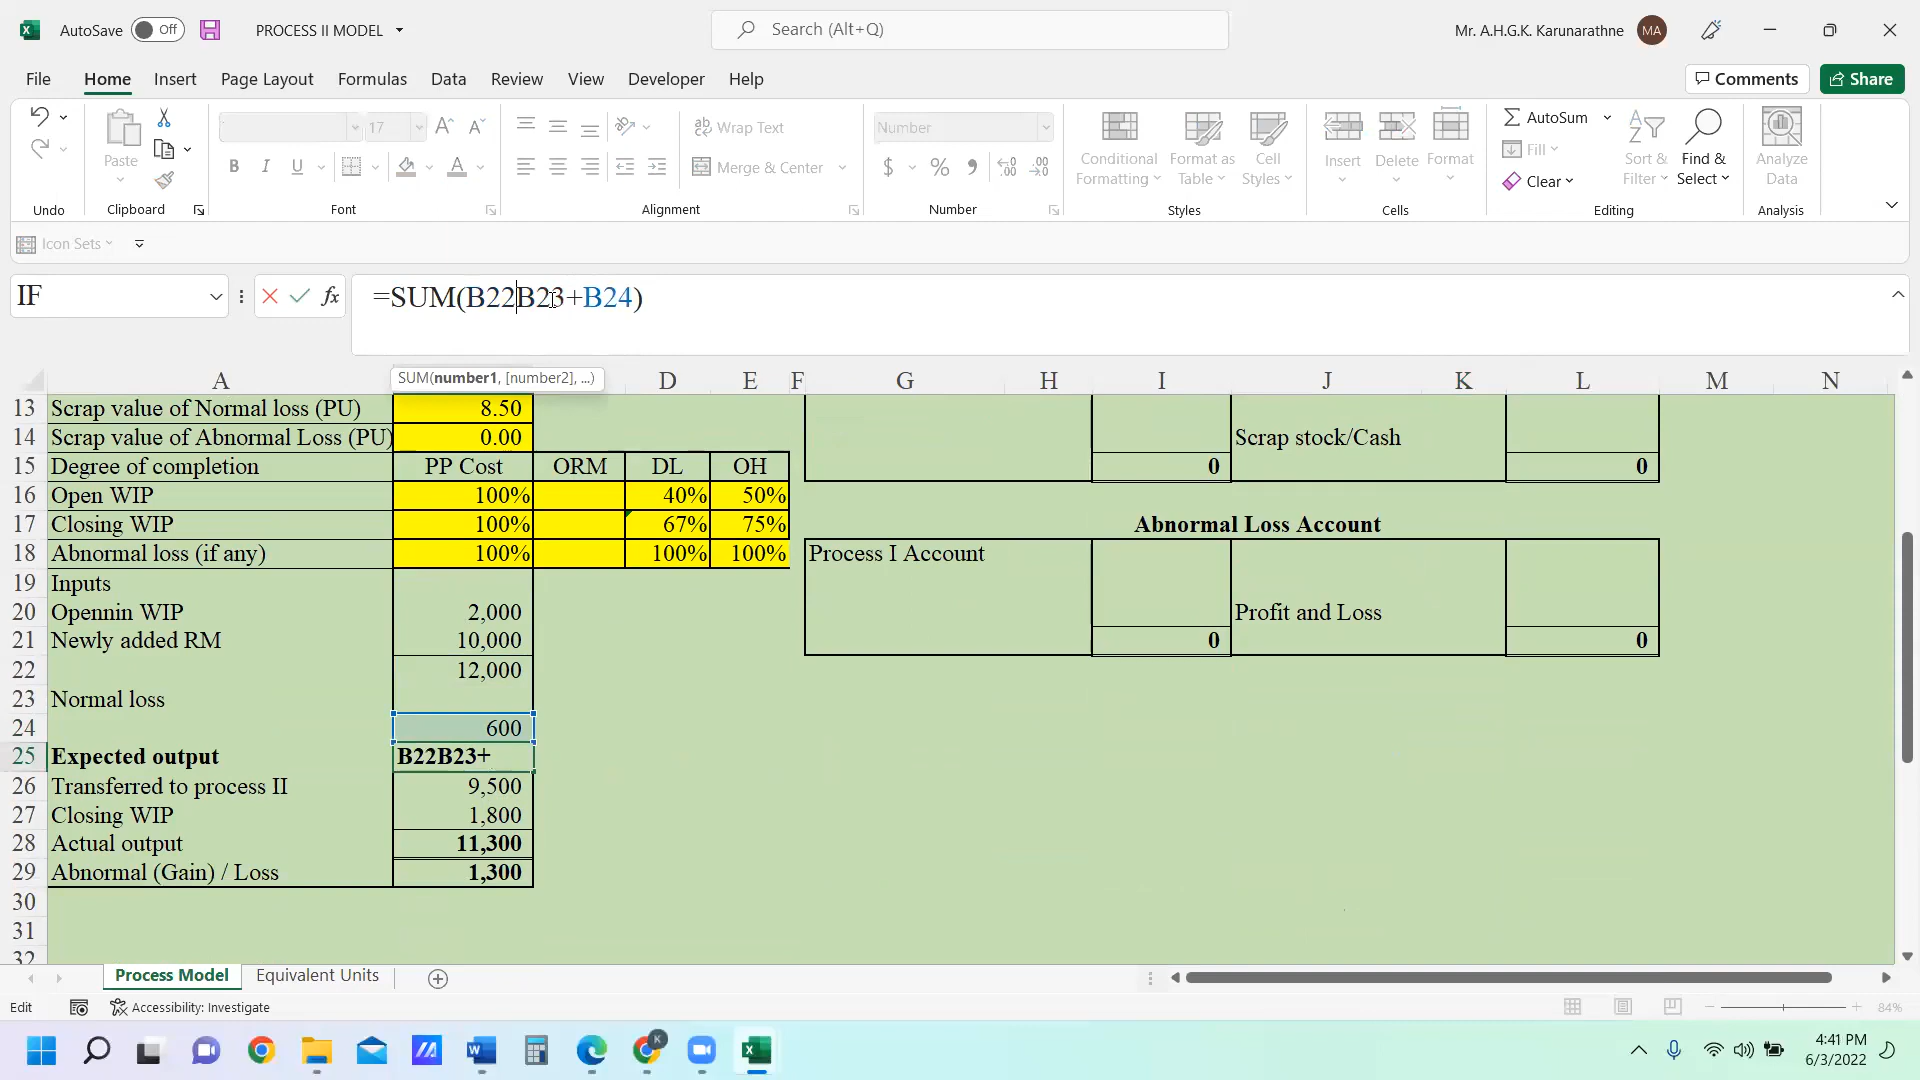 AutoSave Off PROCESS II MODEL Search (Alt+Q) Mr. A.H.G.K. Karunarathne MA
File Home Insert Page Layout Formulas Data Review View Developer Help Comments Share
17 Wrap Text Number AutoSum
Paste Conditional Formatting Format as Table Cell Styles Insert Delete Format Fill Sort & Filter Find & Select Analyze Data
B I U Merge & Center $ % Clear
Undo Clipboard Font Alignment Number Styles Cells Editing Analysis
Icon Sets
IF fx =SUM(B22B23+B24)
SUM(number1, [number2], ...)
A D E F G H I J K L M N
13 Scrap value of Normal loss (PU) 8.50
14 Scrap value of Abnormal Loss (PU) 0.00 Scrap stock/Cash
15 Degree of completion PP Cost ORM DL OH 0 0
16 Open WIP 100% 40% 50%
17 Closing WIP 100% 67% 75% Abnormal Loss Account
18 Abnormal loss (if any) 100% 100% 100% Process I Account
19 Inputs
20 Opennin WIP 2,000 Profit and Loss
21 Newly added RM 10,000 0 0
22 12,000
23 Normal loss
24 600
25 Expected output B22B23+
26 Transferred to process II 9,500
27 Closing WIP 1,800
28 Actual output 11,300
29 Abnormal (Gain) / Loss 1,300
30
31
32
Process Model Equivalent Units
Edit Accessibility: Investigate 84%
4:41 PM
6/3/2022